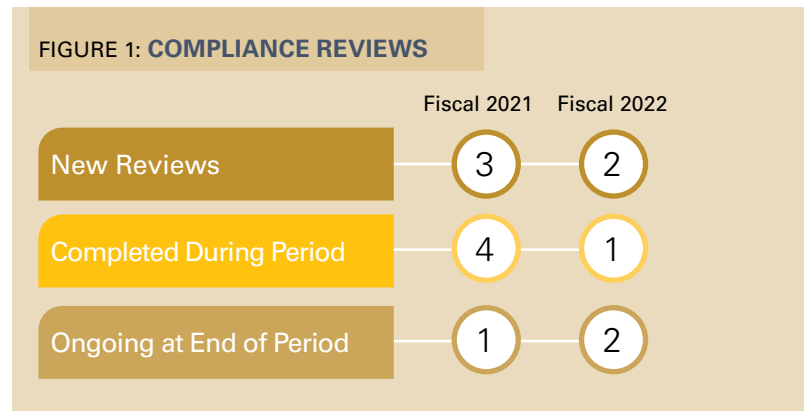 FIGURE 1: COMPLIANCE REVIEWS
Fiscal 2021 Fiscal 2022
New Reviews 3 2
Completed During Period 4 1
Ongoing at End of Period 1 2